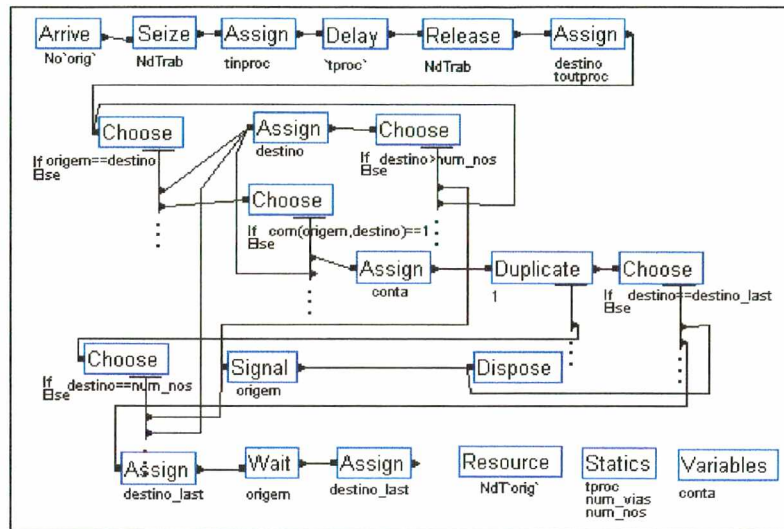 Arrive
No`orig`
Seize
NdTrab
Assign
tinproc
Delay
`tproc`
Release
NdTrab
Assign
destino
toutproc
Choose
If origem==destino
Else
Assign
destino
Choose
If destino>num_nos
Else
Choose
If com(origem,destino)==1
Else
Assign
conta
Duplicate
1
Choose
If destino==destino_last
Else
Choose
If destino==num_nos
Else
Signal
origem
Dispose
Assign
destino_last
Wait
origem
Assign
destino_last
Resource
NdT`orig`
Statics
tproc
num_vias
num_nos
Variables
conta